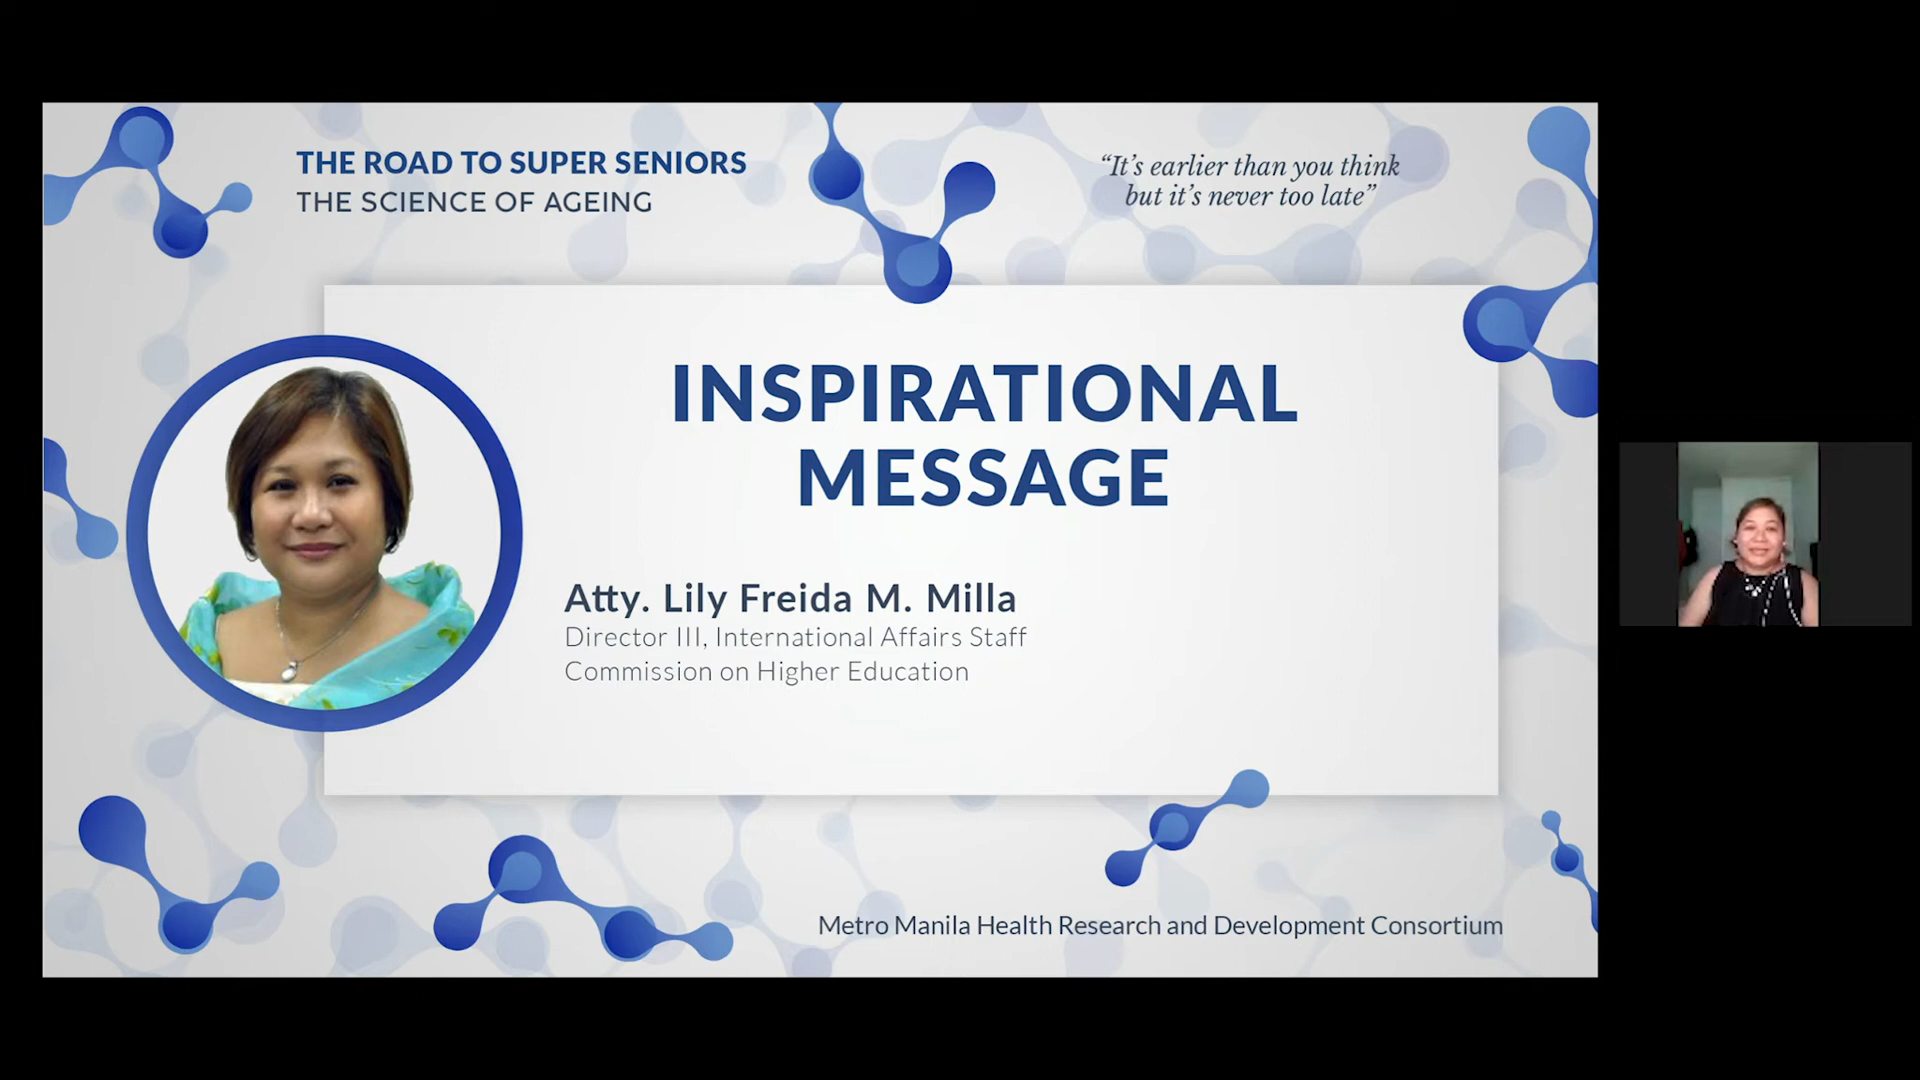 THE ROAD TO SUPER SENIORS
THE SCIENCE OF AGEING
“It’s earlier than you think
but it’s never too late”
INSPIRATIONAL
MESSAGE
Atty. Lily Freida M. Milla
Director III, International Affairs Staff
Commission on Higher Education
Metro Manila Health Research and Development Consortium